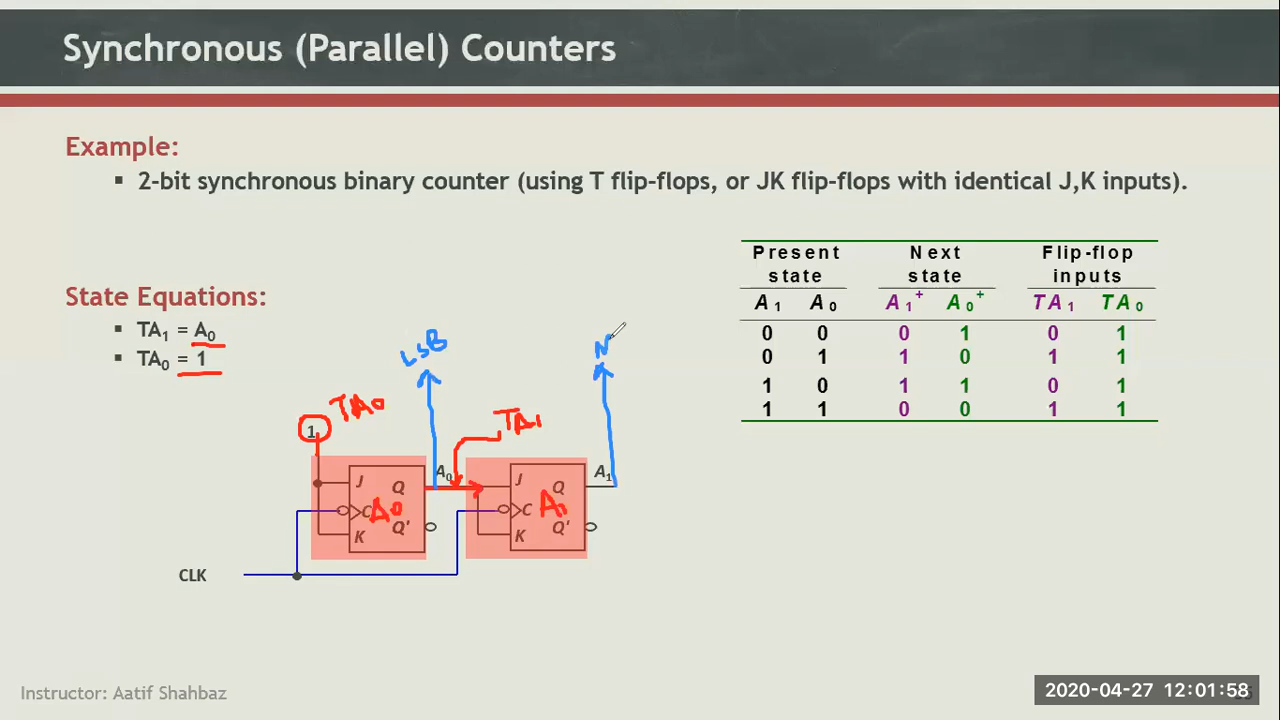 Synchronous (Parallel) Counters
Example:
▪ 2-bit synchronous binary counter (using T flip-flops, or JK flip-flops with identical J,K inputs).
Present state Next state Flip-flop inputs
A1 A0 A1+ A0+ TA1 TA0
0 0 0 1 0 1
0 1 1 0 1 1
1 0 1 1 0 1
1 1 0 0 1 1
State Equations:
▪ TA1 = A0
▪ TA0 = 1
LSB
TA0
1
TA1
A0
A1
J
Q
C
A0
K
Q'
J
Q
C
K
Q'
CLK
Instructor: Aatif Shahbaz
2020-04-27 12:01:58